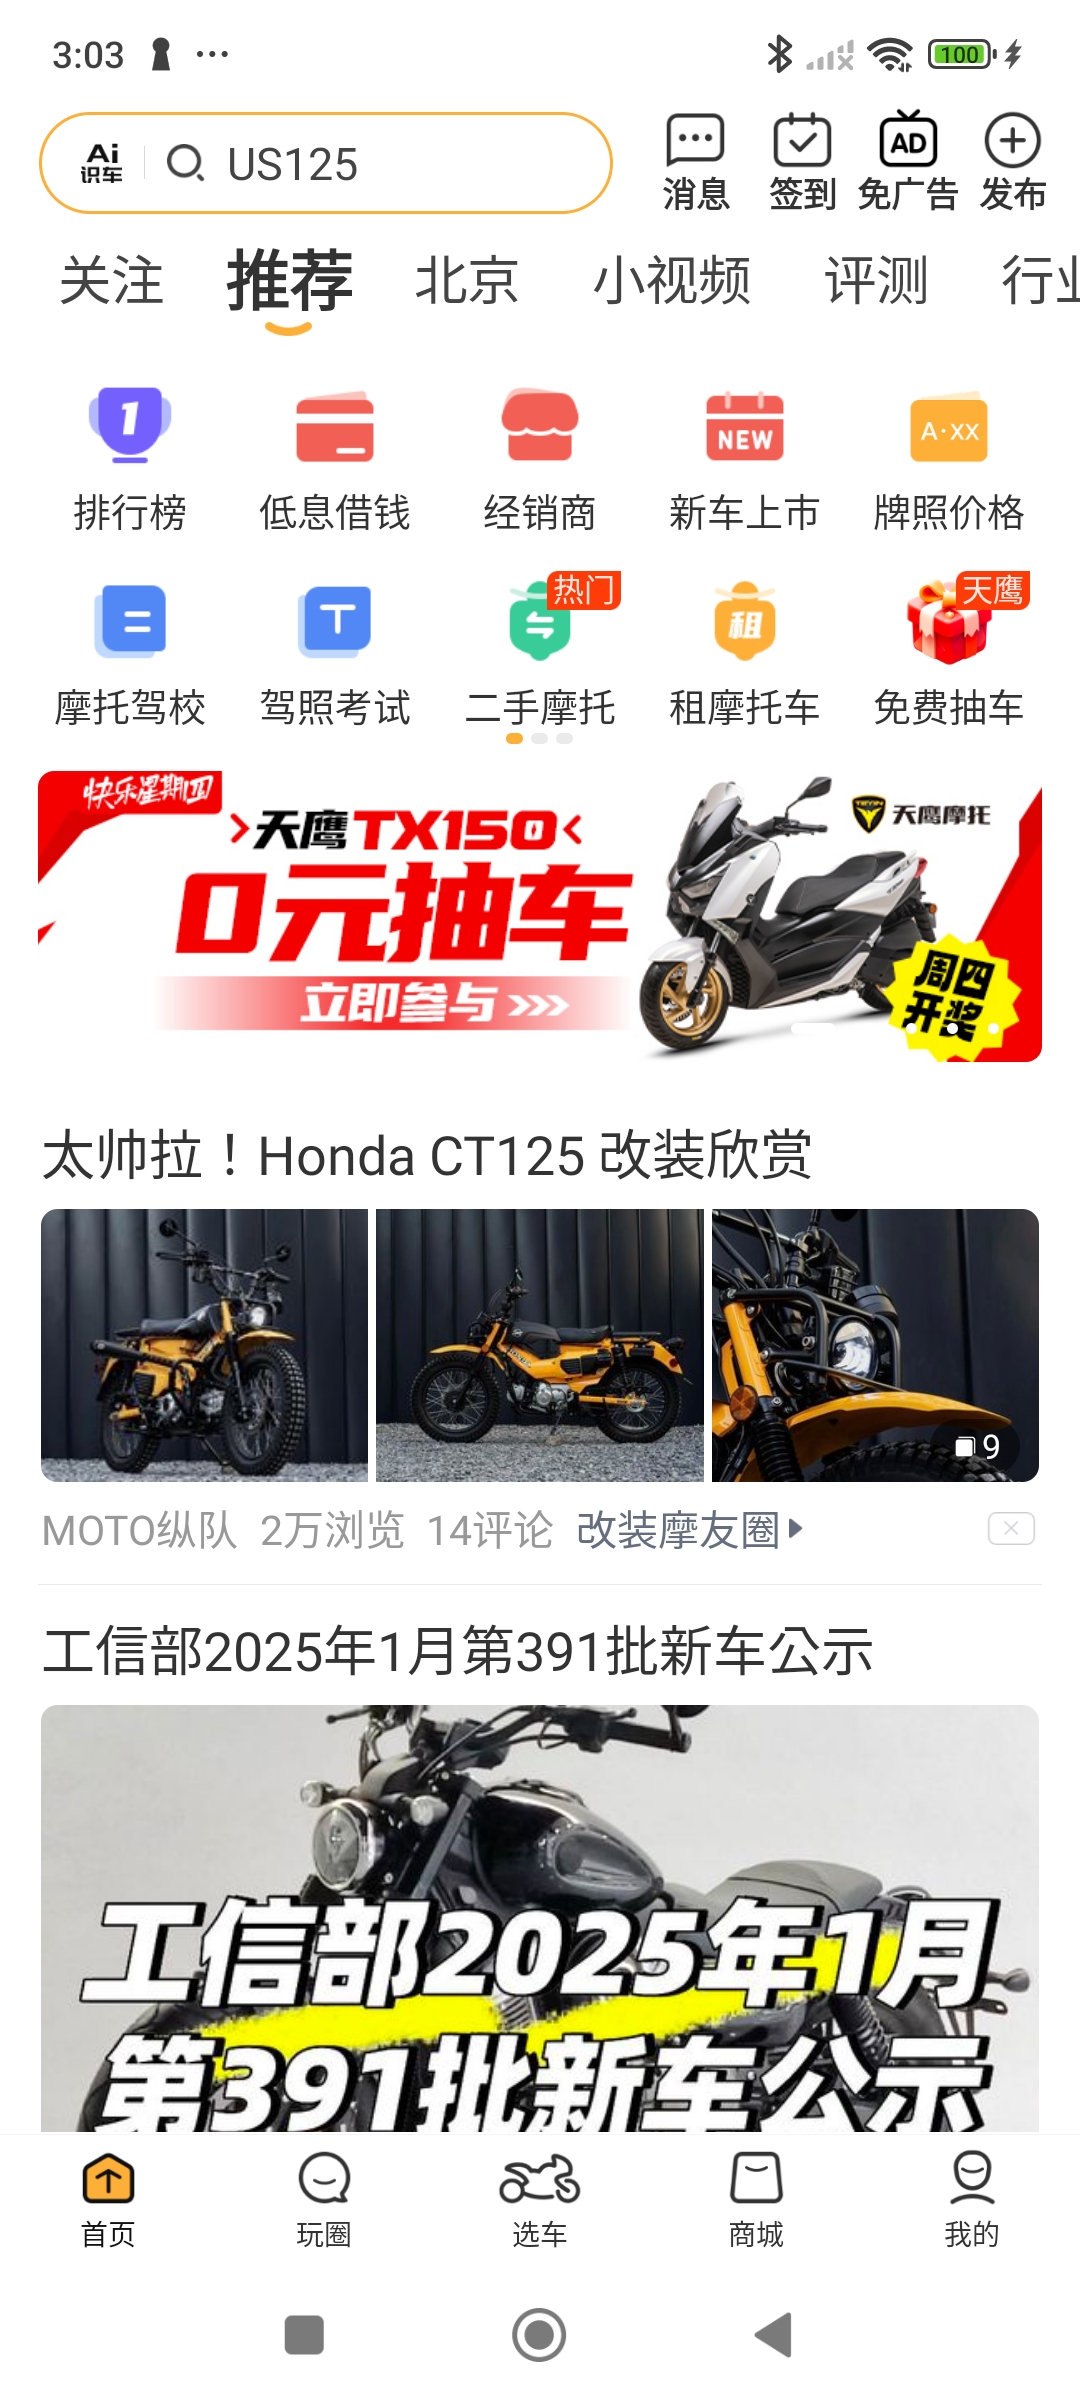 3:03
100
Ai
识车
US125
消息
签到
AD
免广告
发布
关注
推荐
北京
小视频
评测
行业
1
排行榜
低息借钱
经销商
NEW
新车上市
A·XX
牌照价格
摩托驾校
驾照考试
热门
二手摩托
租
租摩托车
天鹰
免费抽车
快乐星期四
天鹰TX150
0元抽车
立即参与
天鹰摩托
周四
开奖
太帅拉！Honda CT125 改装欣赏
9
MOTO纵队 2万浏览 14评论 改装摩友圈
工信部2025年1月第391批新车公示
工信部2025年1月
第391批新车公示
首页
玩圈
选车
商城
我的